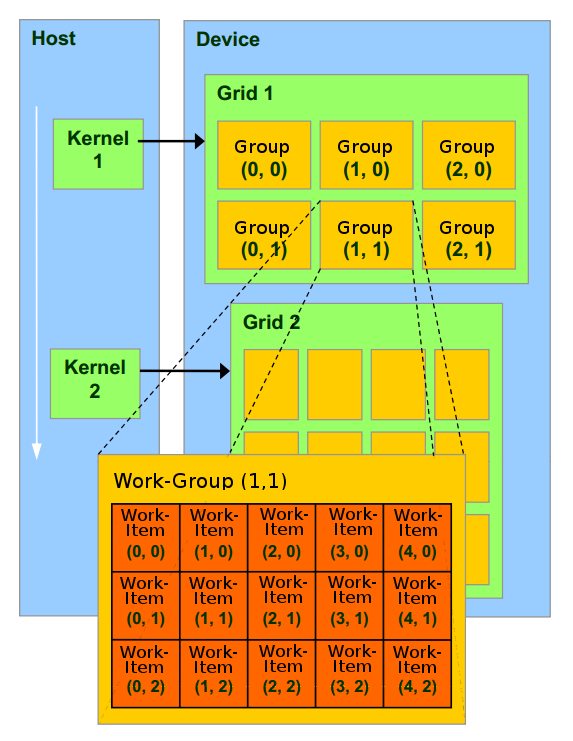 Host
Device
Grid 1
Kernel
1
Group
(0, 0)
Group
(1, 0)
Group
(2, 0)
Group
(0, 1)
Group
(1, 1)
Group
(2, 1)
Grid 2
Kernel
2
Work-Group (1,1)
Work-
Item
(0, 0)
Work-
Item
(1, 0)
Work-
Item
(2, 0)
Work-
Item
(3, 0)
Work-
Item
(4, 0)
Work-
Item
(0, 1)
Work-
Item
(1, 1)
Work-
Item
(2, 1)
Work-
Item
(3, 1)
Work-
Item
(4, 1)
Work-
Item
(0, 2)
Work-
Item
(1, 2)
Work-
Item
(2, 2)
Work-
Item
(3, 2)
Work-
Item
(4, 2)